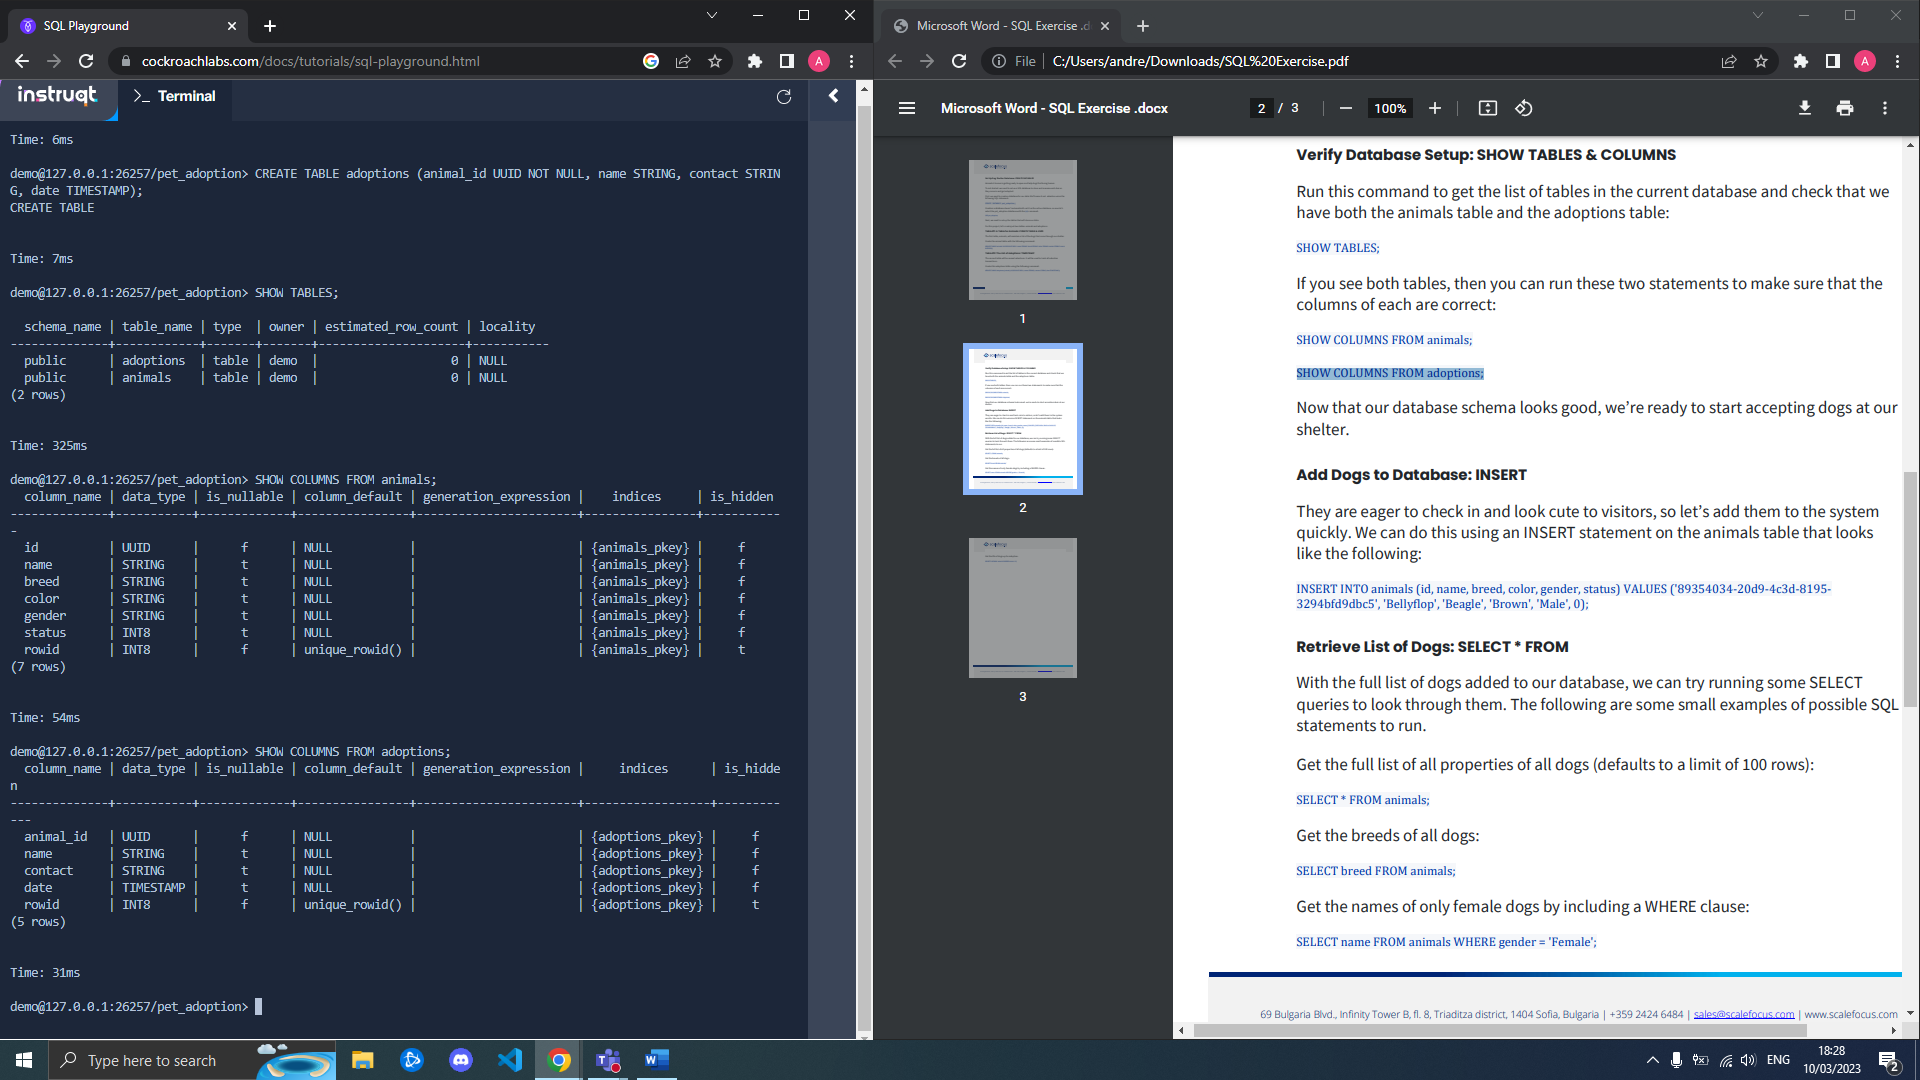 SQL Playground
cockroachlabs.com/docs/tutorials/sql-playground.html
A
instruqt
>_ Terminal
Time: 6ms
demo@127.0.0.1:26257/pet_adoption> CREATE TABLE adoptions (animal_id UUID NOT NULL, name STRING, contact STRIN
G, date TIMESTAMP);
CREATE TABLE
Time: 7ms
demo@127.0.0.1:26257/pet_adoption> SHOW TABLES;
schema_name | table_name | type | owner | estimated_row_count | locality
--------------+------------+-------+-------+---------------------+-----------
public | adoptions | table | demo | 0 | NULL
public | animals | table | demo | 0 | NULL
(2 rows)
Time: 325ms
demo@127.0.0.1:26257/pet_adoption> SHOW COLUMNS FROM animals;
column_name | data_type | is_nullable | column_default | generation_expression | indices | is_hidden
--------------+-----------+-------------+----------------+-----------------------+----------------+-----------
-
id | UUID | f | NULL | | {animals_pkey} | f
name | STRING | t | NULL | | {animals_pkey} | f
breed | STRING | t | NULL | | {animals_pkey} | f
color | STRING | t | NULL | | {animals_pkey} | f
gender | STRING | t | NULL | | {animals_pkey} | f
status | INT8 | t | NULL | | {animals_pkey} | f
rowid | INT8 | f | unique_rowid() | | {animals_pkey} | t
(7 rows)
Time: 54ms
demo@127.0.0.1:26257/pet_adoption> SHOW COLUMNS FROM adoptions;
column_name | data_type | is_nullable | column_default | generation_expression | indices | is_hidde
n
--------------+-----------+-------------+----------------+-----------------------+------------------+---------
---
animal_id | UUID | f | NULL | | {adoptions_pkey} | f
name | STRING | t | NULL | | {adoptions_pkey} | f
contact | STRING | t | NULL | | {adoptions_pkey} | f
date | TIMESTAMP | t | NULL | | {adoptions_pkey} | f
rowid | INT8 | f | unique_rowid() | | {adoptions_pkey} | t
(5 rows)
Time: 31ms
demo@127.0.0.1:26257/pet_adoption>
Microsoft Word - SQL Exercise .d
File | C:/Users/andre/Downloads/SQL%20Exercise.pdf
A
Microsoft Word - SQL Exercise .docx
2 / 3
100%
1
2
3
Verify Database Setup: SHOW TABLES & COLUMNS
Run this command to get the list of tables in the current database and check that we
have both the animals table and the adoptions table:
SHOW TABLES;
If you see both tables, then you can run these two statements to make sure that the
columns of each are correct:
SHOW COLUMNS FROM animals;
SHOW COLUMNS FROM adoptions;
Now that our database schema looks good, we’re ready to start accepting dogs at our
shelter.
Add Dogs to Database: INSERT
They are eager to check in and look cute to visitors, so let’s add them to the system
quickly. We can do this using an INSERT statement on the animals table that looks
like the following:
INSERT INTO animals (id, name, breed, color, gender, status) VALUES ('89354034-20d9-4c3d-8195-
3294bfd9dbc5', 'Bellyflop', 'Beagle', 'Brown', 'Male', 0);
Retrieve List of Dogs: SELECT * FROM
With the full list of dogs added to our database, we can try running some SELECT
queries to look through them. The following are some small examples of possible SQL
statements to run.
Get the full list of all properties of all dogs (defaults to a limit of 100 rows):
SELECT * FROM animals;
Get the breeds of all dogs:
SELECT breed FROM animals;
Get the names of only female dogs by including a WHERE clause:
SELECT name FROM animals WHERE gender = 'Female';
69 Bulgaria Blvd., Infinity Tower B, fl. 8, Triaditza district, 1404 Sofia, Bulgaria | +359 2424 6484 | sales@scalefocus.com | www.scalefocus.com
Type here to search
ENG
18:28
10/03/2023
2